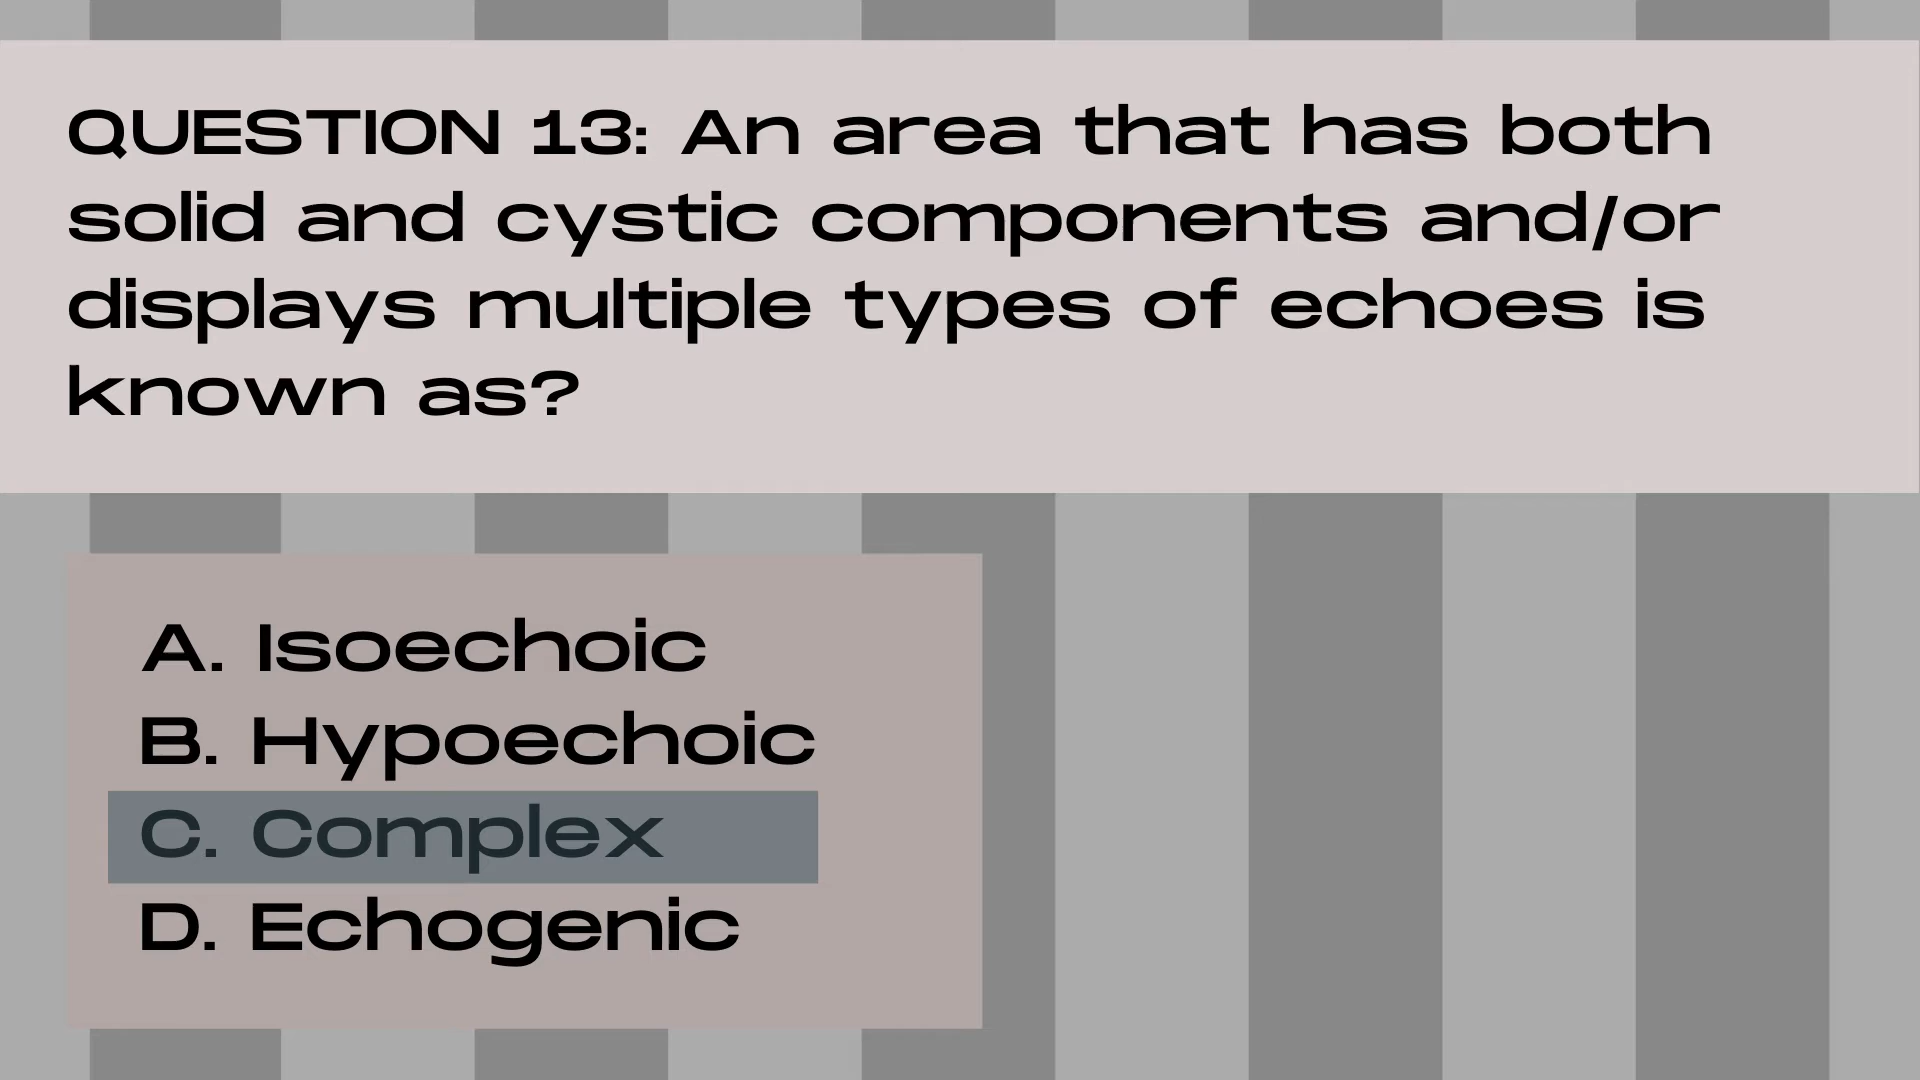 QUESTION 13: An area that has both
solid and cystic components and/or
displays multiple types of echoes is
known as?
A. Isoechoic
B. Hypoechoic
C. Complex
D. Echogenic